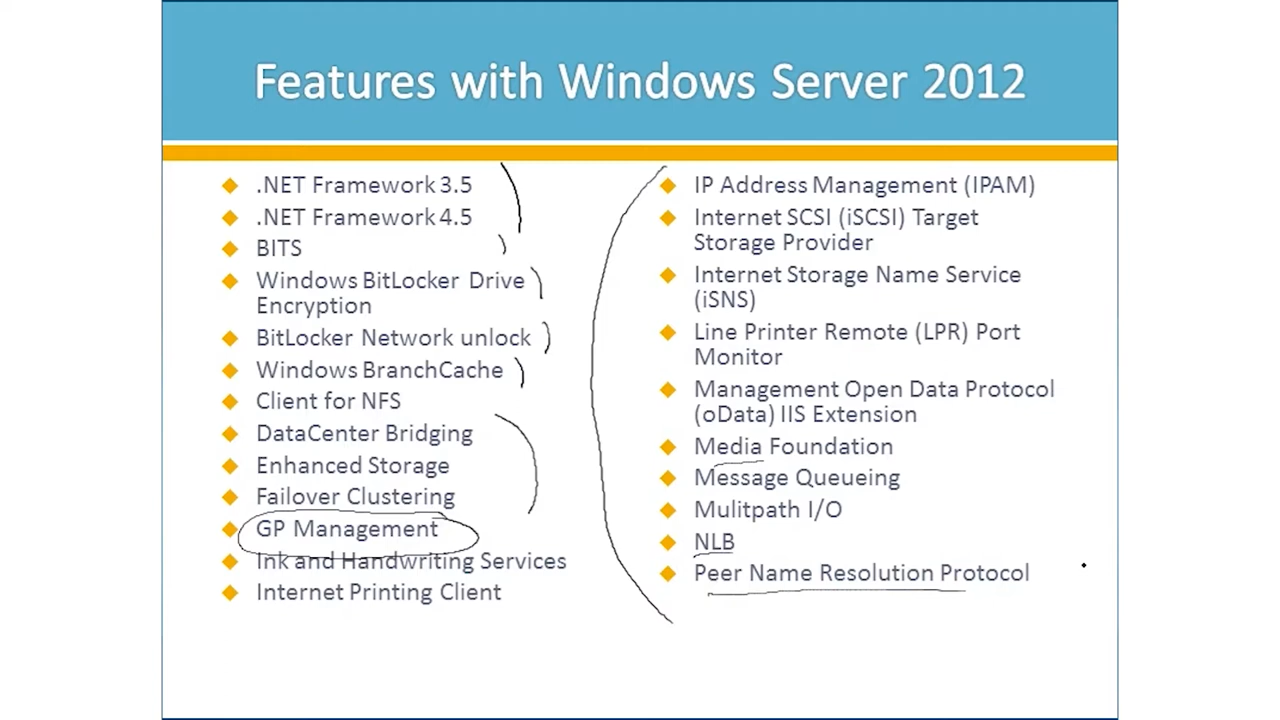 Features with Windows Server 2012
.NET Framework 3.5
.NET Framework 4.5
BITS
Windows BitLocker Drive
Encryption
BitLocker Network unlock
Windows BranchCache
Client for NFS
DataCenter Bridging
Enhanced Storage
Failover Clustering
GP Management
Ink and Handwriting Services
Internet Printing Client
IP Address Management (IPAM)
Internet SCSI (iSCSI) Target
Storage Provider
Internet Storage Name Service
(iSNS)
Line Printer Remote (LPR) Port
Monitor
Management Open Data Protocol
(oData) IIS Extension
Media Foundation
Message Queueing
Mulitpath I/O
NLB
Peer Name Resolution Protocol